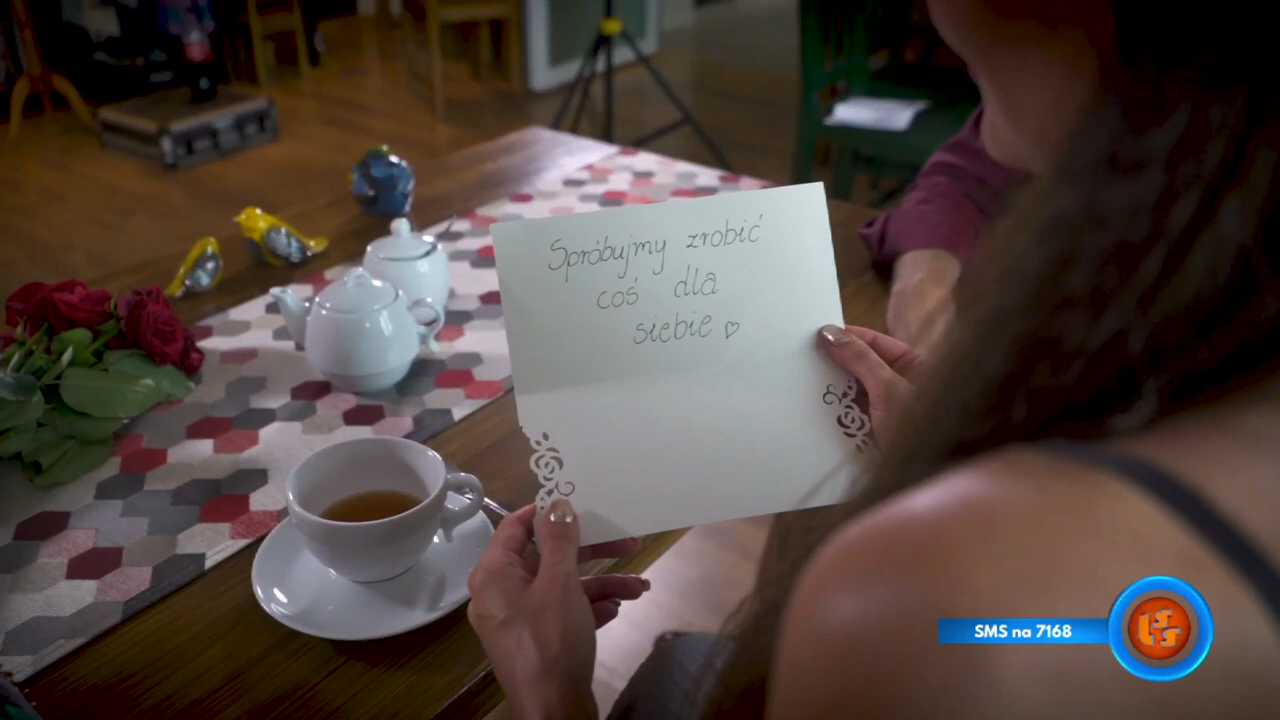 Spróbujmy zrobić
coś dla
siebie ♡
SMS na 7168